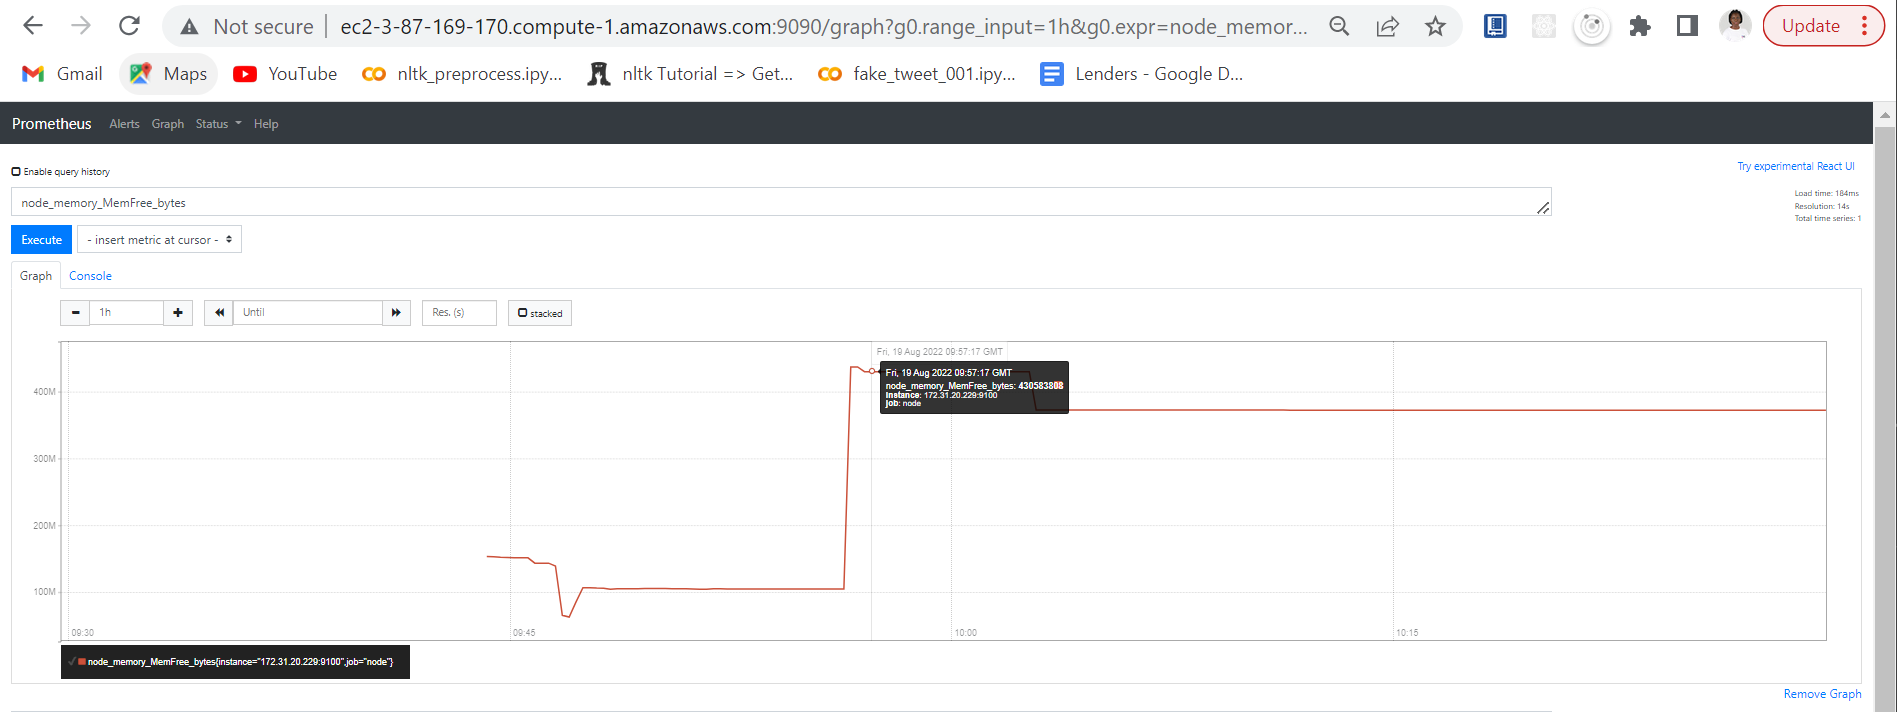 Not secure ec2-3-87-169-170.compute-1.amazonaws.com:9090/graph?g0.range_input=1h&g0.expr=node_memor... Update
Gmail Maps YouTube nltk_preprocess.ipy... nltk Tutorial => Get... fake_tweet_001.ipy... Lenders - Google D...
Prometheus Alerts Graph Status Help
Enable query history
Try experimental React UI
node_memory_MemFree_bytes
Load time: 184ms
Resolution: 14s
Total time series: 1
Execute - insert metric at cursor -
Graph Console
1h Until Res. (s) stacked
Fri, 19 Aug 2022 09:57:17 GMT
Fri, 19 Aug 2022 09:57:17 GMT
node_memory_MemFree_bytes: 430583808
instance: 172.31.20.229:9100
job: node
400M
300M
200M
100M
09:30 09:45 10:00 10:15
node_memory_MemFree_bytes{instance="172.31.20.229:9100",job="node"}
Remove Graph